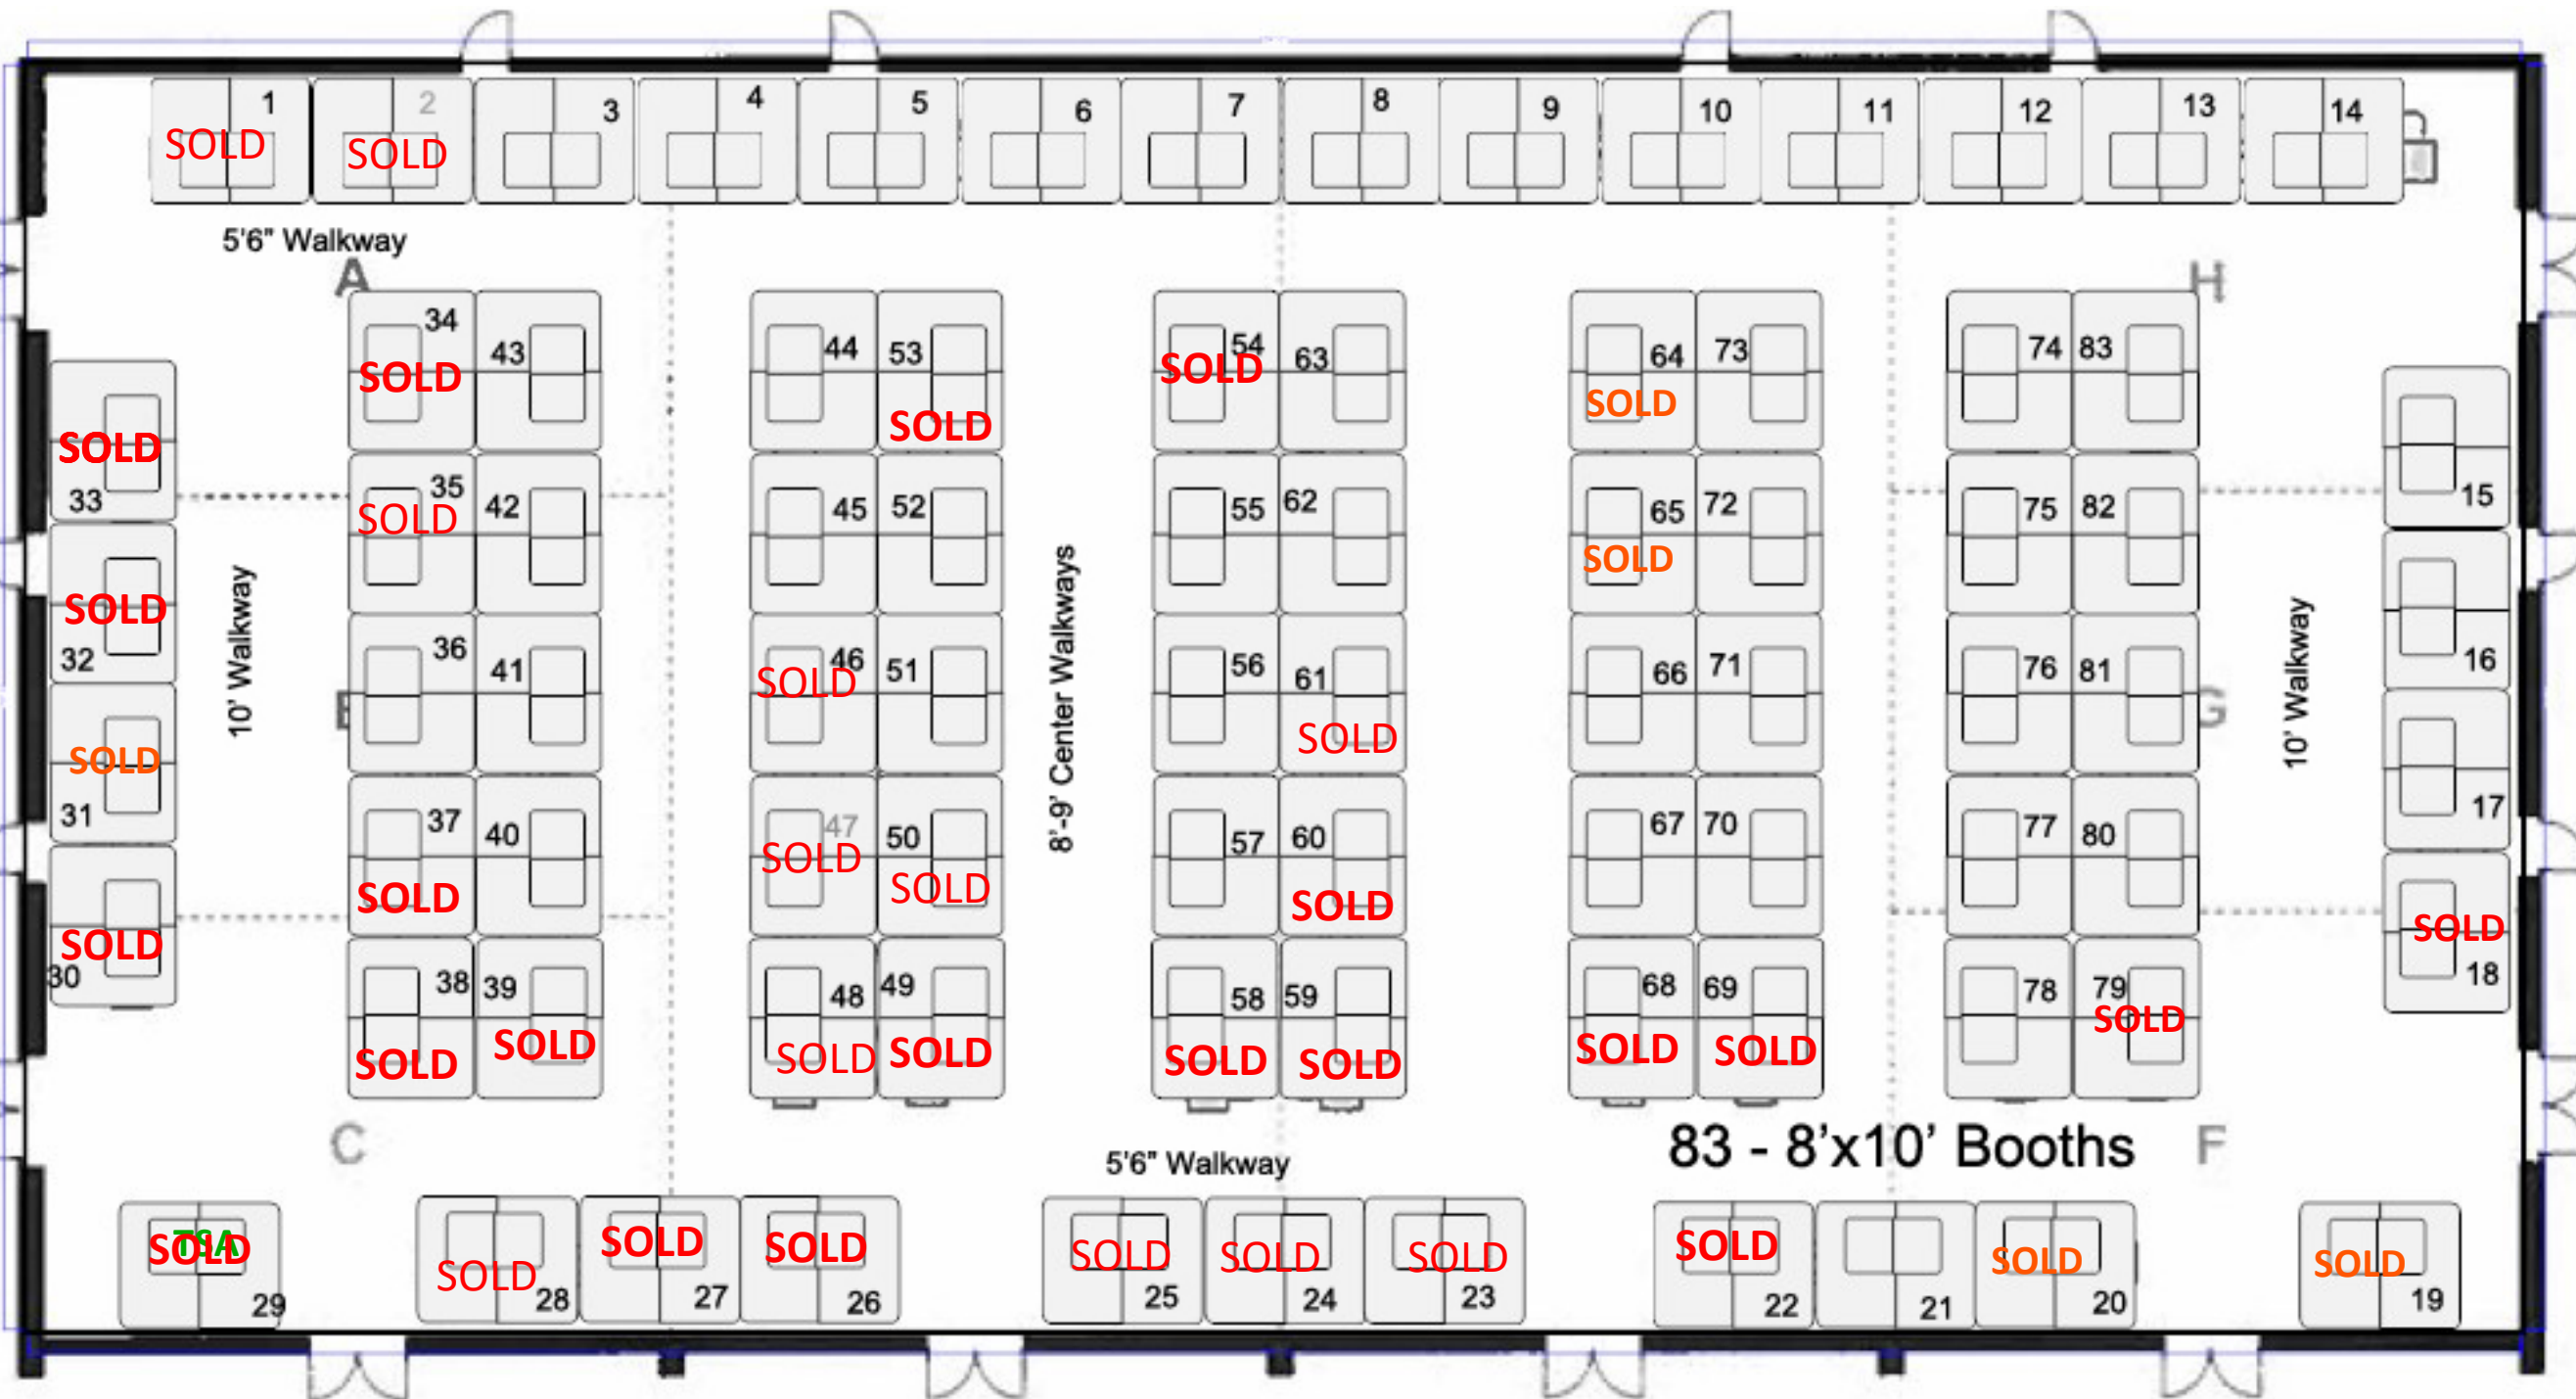 1 2 3 4 5 6 7 8 9 10 11 12 13 14
SOLD SOLD
5'6" Walkway
A H
34 43 44 53 54 63 64 73 74 83
SOLD SOLD SOLD SOLD
SOLD
33 15
35 42 45 52 55 62 65 72 75 82
SOLD SOLD
SOLD
32 16
10' Walkway
8'-9' Center Walkways
10' Walkway
36 41 46 51 56 61 66 71 76 81
SOLD SOLD
G
SOLD
31 17
37 40 47 50 57 60 67 70 77 80
SOLD SOLD SOLD SOLD
SOLD SOLD
30 18
38 39 48 49 58 59 68 69 78 79
SOLD SOLD SOLD SOLD SOLD SOLD SOLD SOLD SOLD
C 5'6" Walkway 83 - 8'x10' Booths F
TSA
SOLD SOLD SOLD SOLD SOLD SOLD SOLD SOLD SOLD SOLD
29 28 27 26 25 24 23 22 21 20 19